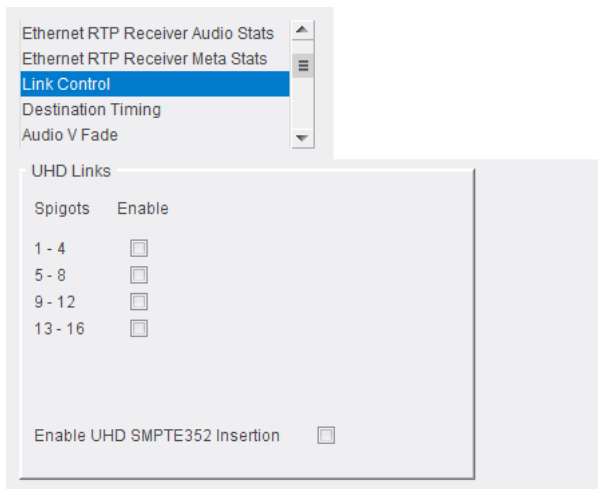 Ethernet RTP Receiver Audio Stats
Ethernet RTP Receiver Meta Stats
Link Control
Destination Timing
Audio V Fade
UHD Links
Spigots Enable
1 - 4
5 - 8
9 - 12
13 - 16
Enable UHD SMPTE352 Insertion